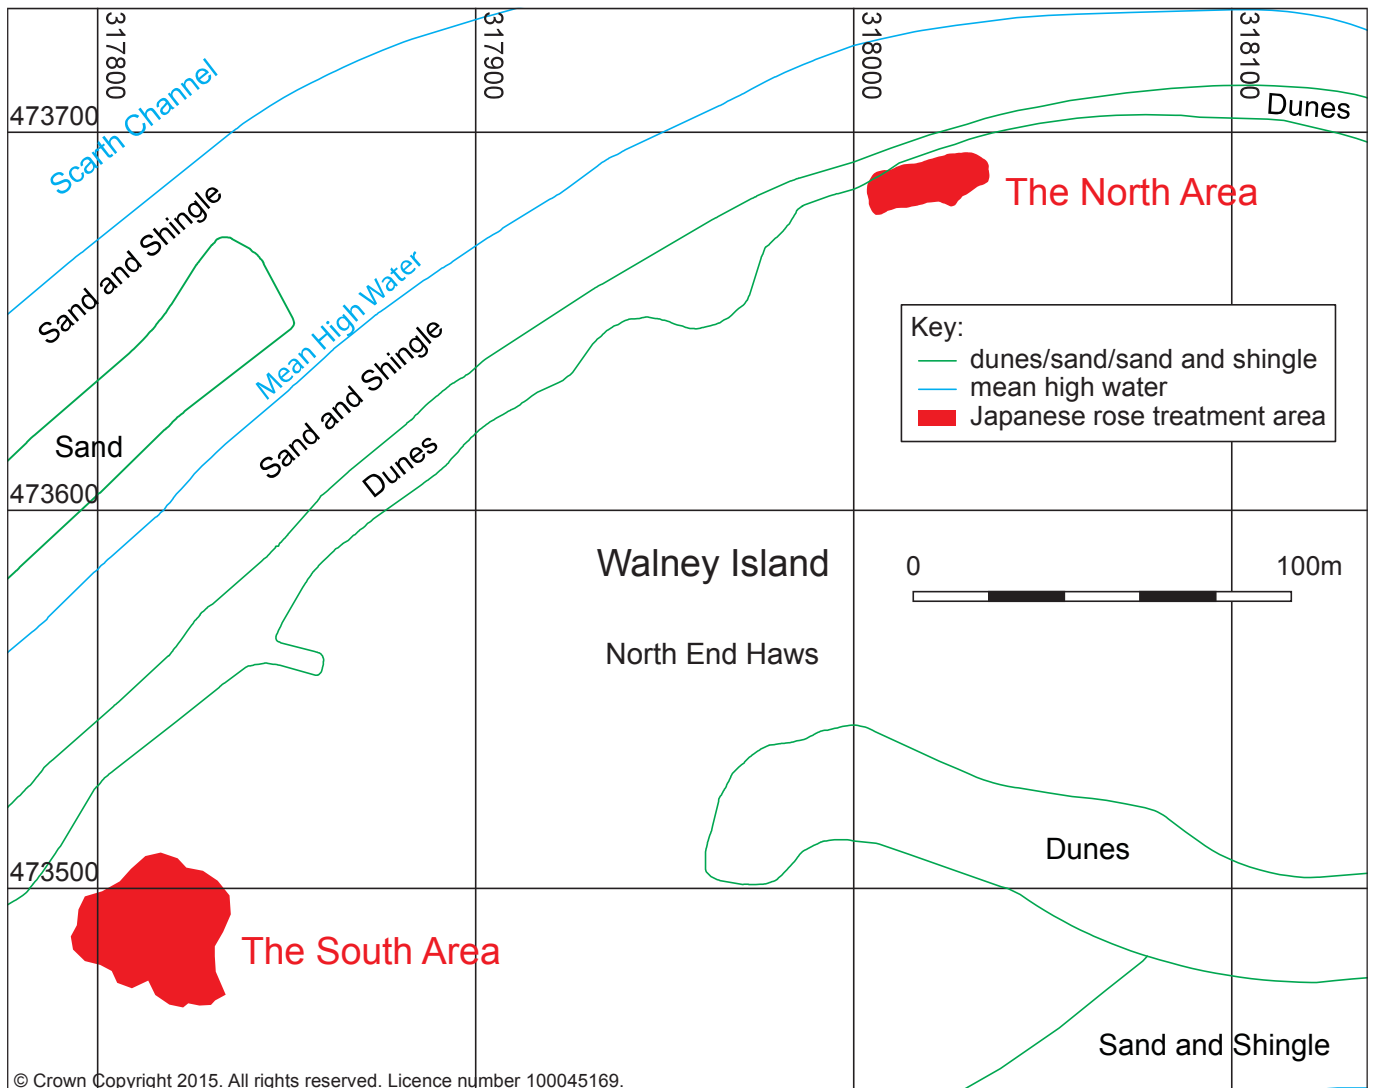 317800
317900
318000
318100
Scarth Channel
473700
Dunes
The North Area
Sand and Shingle
Mean High Water
Key:
dunes/sand/sand and shingle
mean high water
Japanese rose treatment area
Sand and Shingle
Sand
Dunes
473600
Walney Island
0 100m
North End Haws
Dunes
473500
The South Area
Sand and Shingle
© Crown Copyright 2015. All rights reserved. Licence number 100045169.